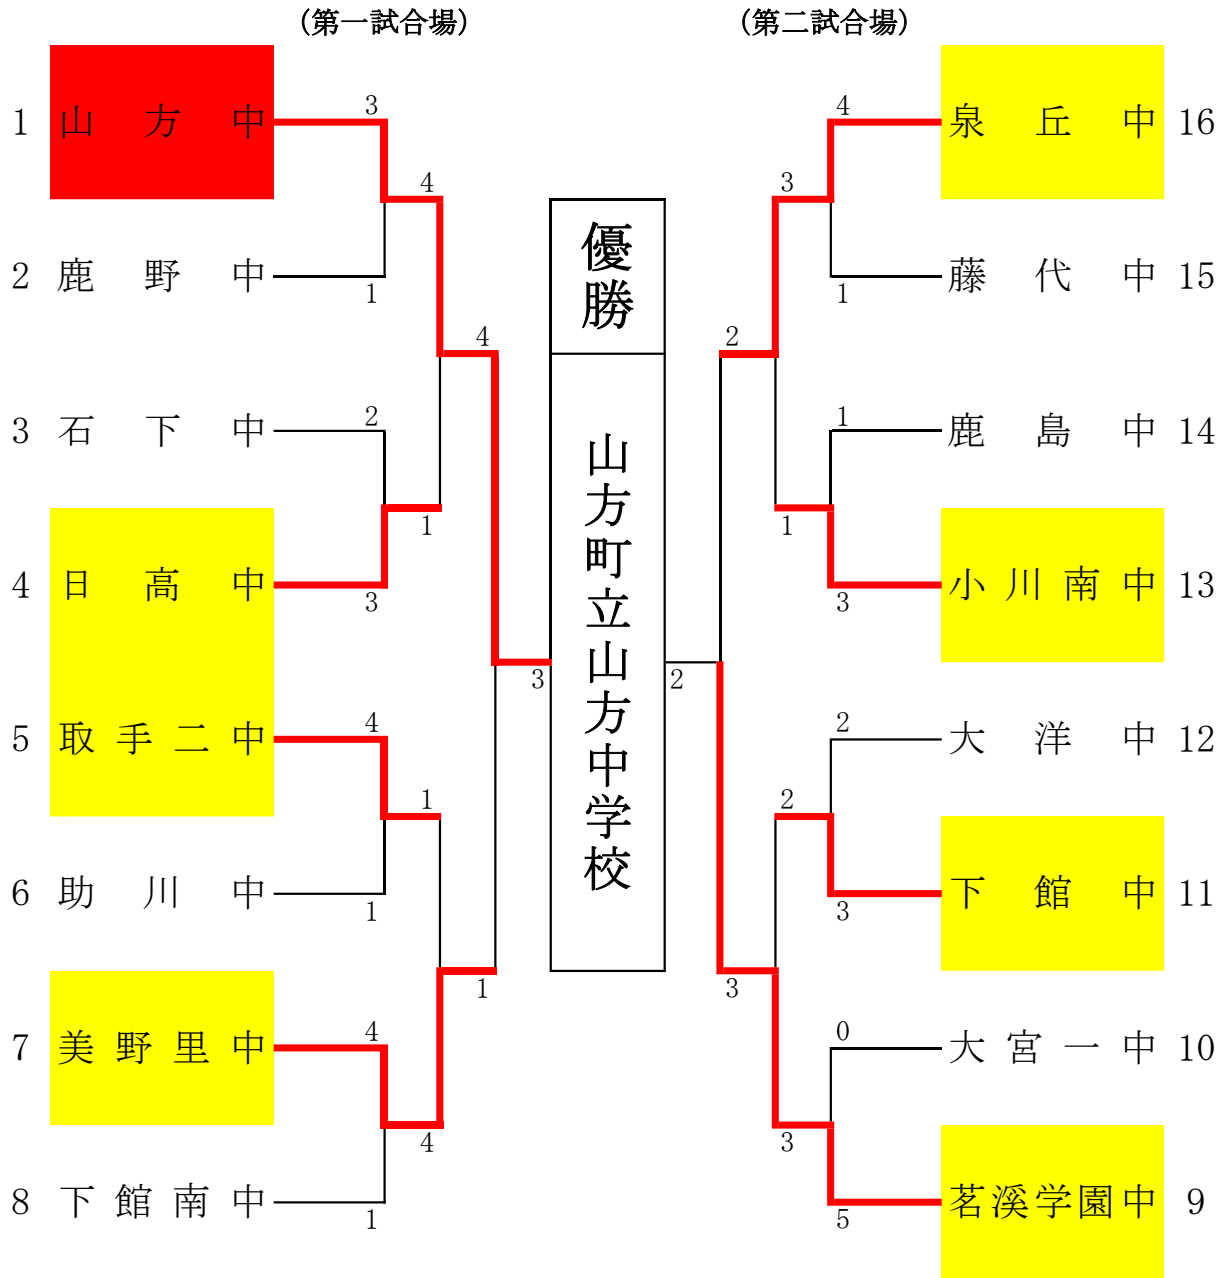 (第一試合場)
(第二試合場)
1 山方中 3
4
2 鹿野中 1
4
3 石下中 2
1
4 日高中 3
3
5 取手二中 4
1
6 助川中 1
1
7 美野里中 4
4
8 下館南中 1
優勝
山方町立山方中学校
4 泉丘中 16
3
1 藤代中 15
2
1 鹿島中 14
1
3 小川南中 13
2
2 大洋中 12
2
3 下館中 11
3
0 大宮一中 10
3
5 茗溪学園中 9